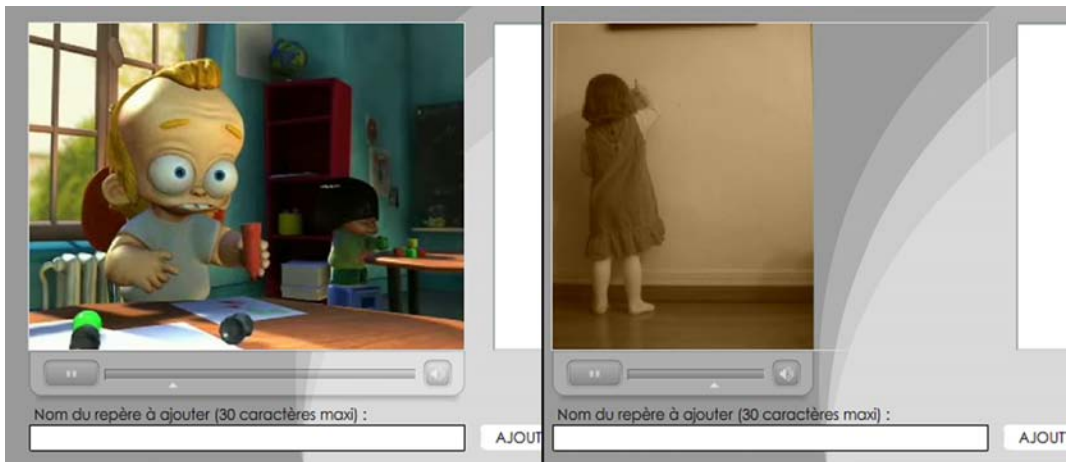 Nom du repère à ajouter (30 caractères maxi) :
AJOUT
Nom du repère à ajouter (30 caractères maxi) :
AJOUT